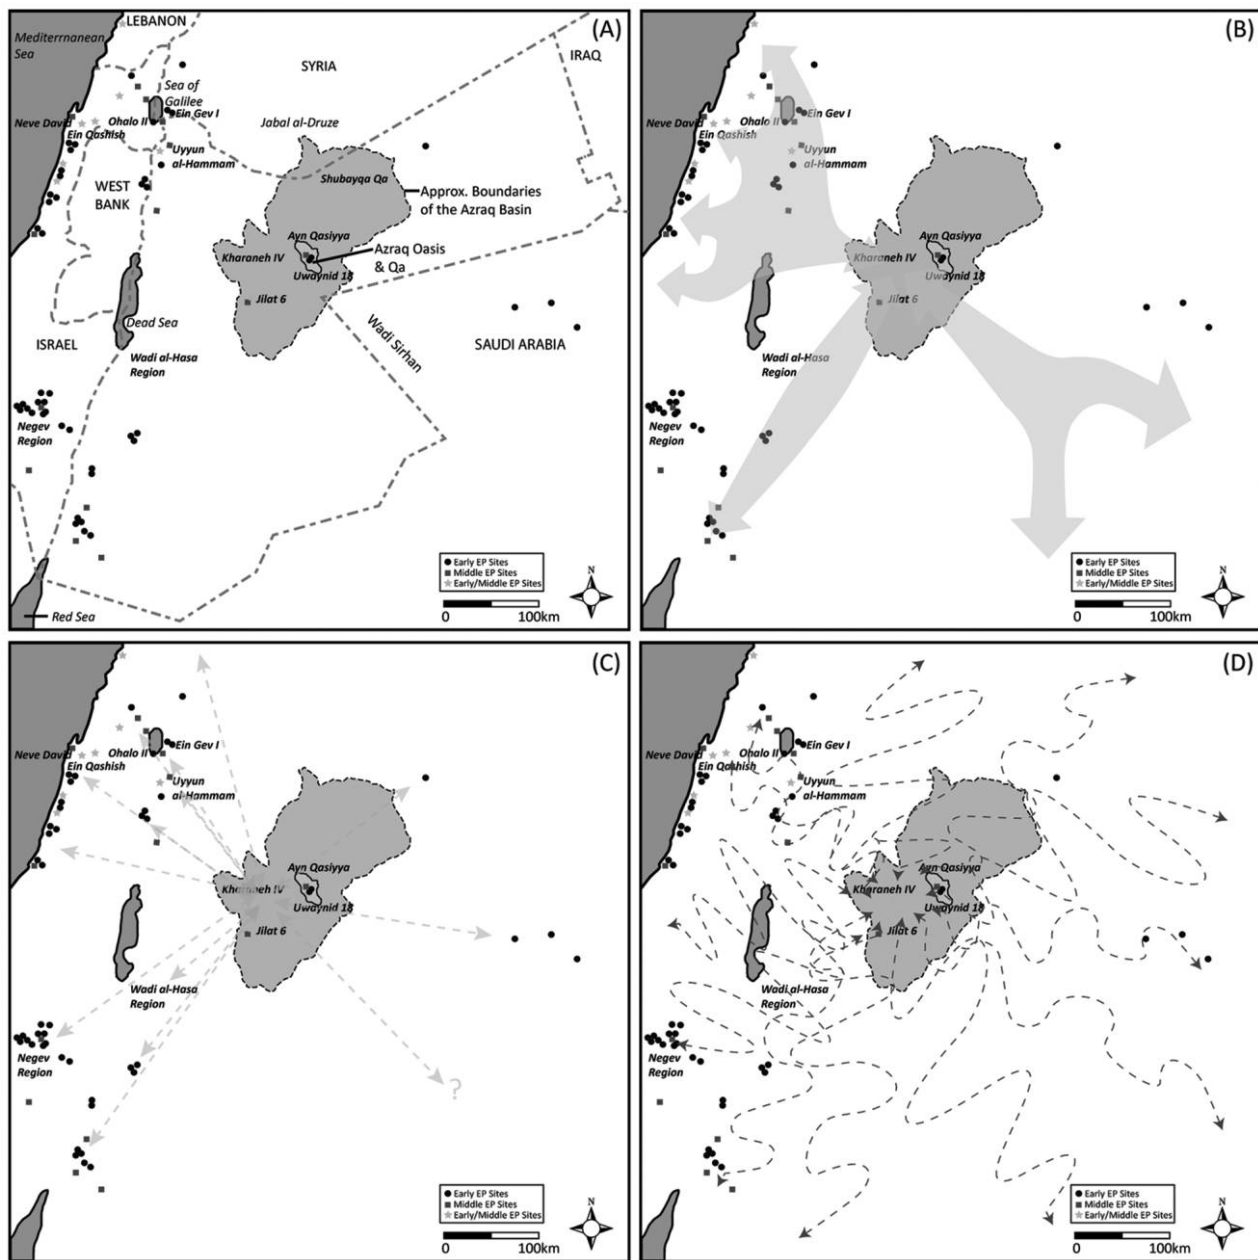 (A)
LEBANON
Mediterrnanean
Sea
SYRIA
IRAQ
Sea of
Galilee
Neve David
Ohalo II
Ein Gev I
Ein Qashish
Jabal al-Druze
Uyyun
al-Hammam
Shubayqa Qa
WEST
BANK
Approx. Boundaries
of the Azraq Basin
Ayn Qasiyya
Kharaneh IV
Azraq Oasis
& Qa
Uwaynid 18
Jilat 6
Dead Sea
ISRAEL
Wadi al-Hasa
Region
Wadi Sirhan
SAUDI ARABIA
Negev
Region
Red Sea
Early EP Sites
Middle EP Sites
Early/Middle EP Sites
N
0 100km
(B)
Neve David
Ohalo II
Ein Gev I
Ein Qashish
Uyyun
al-Hammam
Ayn Qasiyya
Kharaneh IV
Uwaynid 18
Jilat 6
Wadi al-Hasa
Region
Negev
Region
Early EP Sites
Middle EP Sites
Early/Middle EP Sites
N
0 100km
(C)
Neve David
Ohalo II
Ein Gev I
Ein Qashish
Uyyun
al-Hammam
Ayn Qasiyya
Kharaneh IV
Uwaynid 18
Jilat 6
Wadi al-Hasa
Region
Negev
Region
?
Early EP Sites
Middle EP Sites
Early/Middle EP Sites
N
0 100km
(D)
Neve David
Ohalo II
Ein Gev I
Ein Qashish
Uyyun
al-Hammam
Ayn Qasiyya
Kharaneh IV
Uwaynid 18
Jilat 6
Wadi al-Hasa
Region
Negev
Region
Early EP Sites
Middle EP Sites
Early/Middle EP Sites
N
0 100km